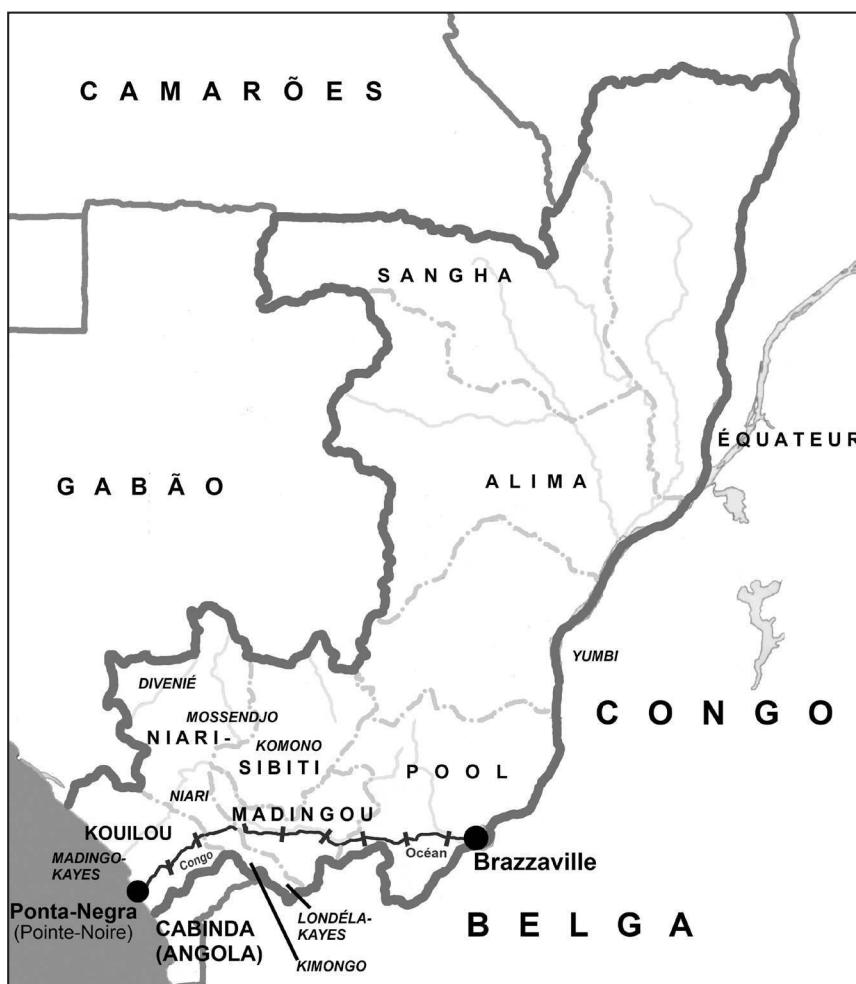 CAMARÕES
SANGHA
ÉQUATEUR
GABÃO
ALIMA
YUMBI
DIVENIÉ
CONGO
MOSSENDJO
NIARI-
KOMONO
SIBITI
POOL
NIARI
MADINGOU
KOUILOU
Océan
MADINGO-
KAYES
Congo
Brazzaville
Ponta-Negra
(Pointe-Noire)
LONDÉLA-
KAYES
CABINDA
(ANGOLA)
BELGA
KIMONGO